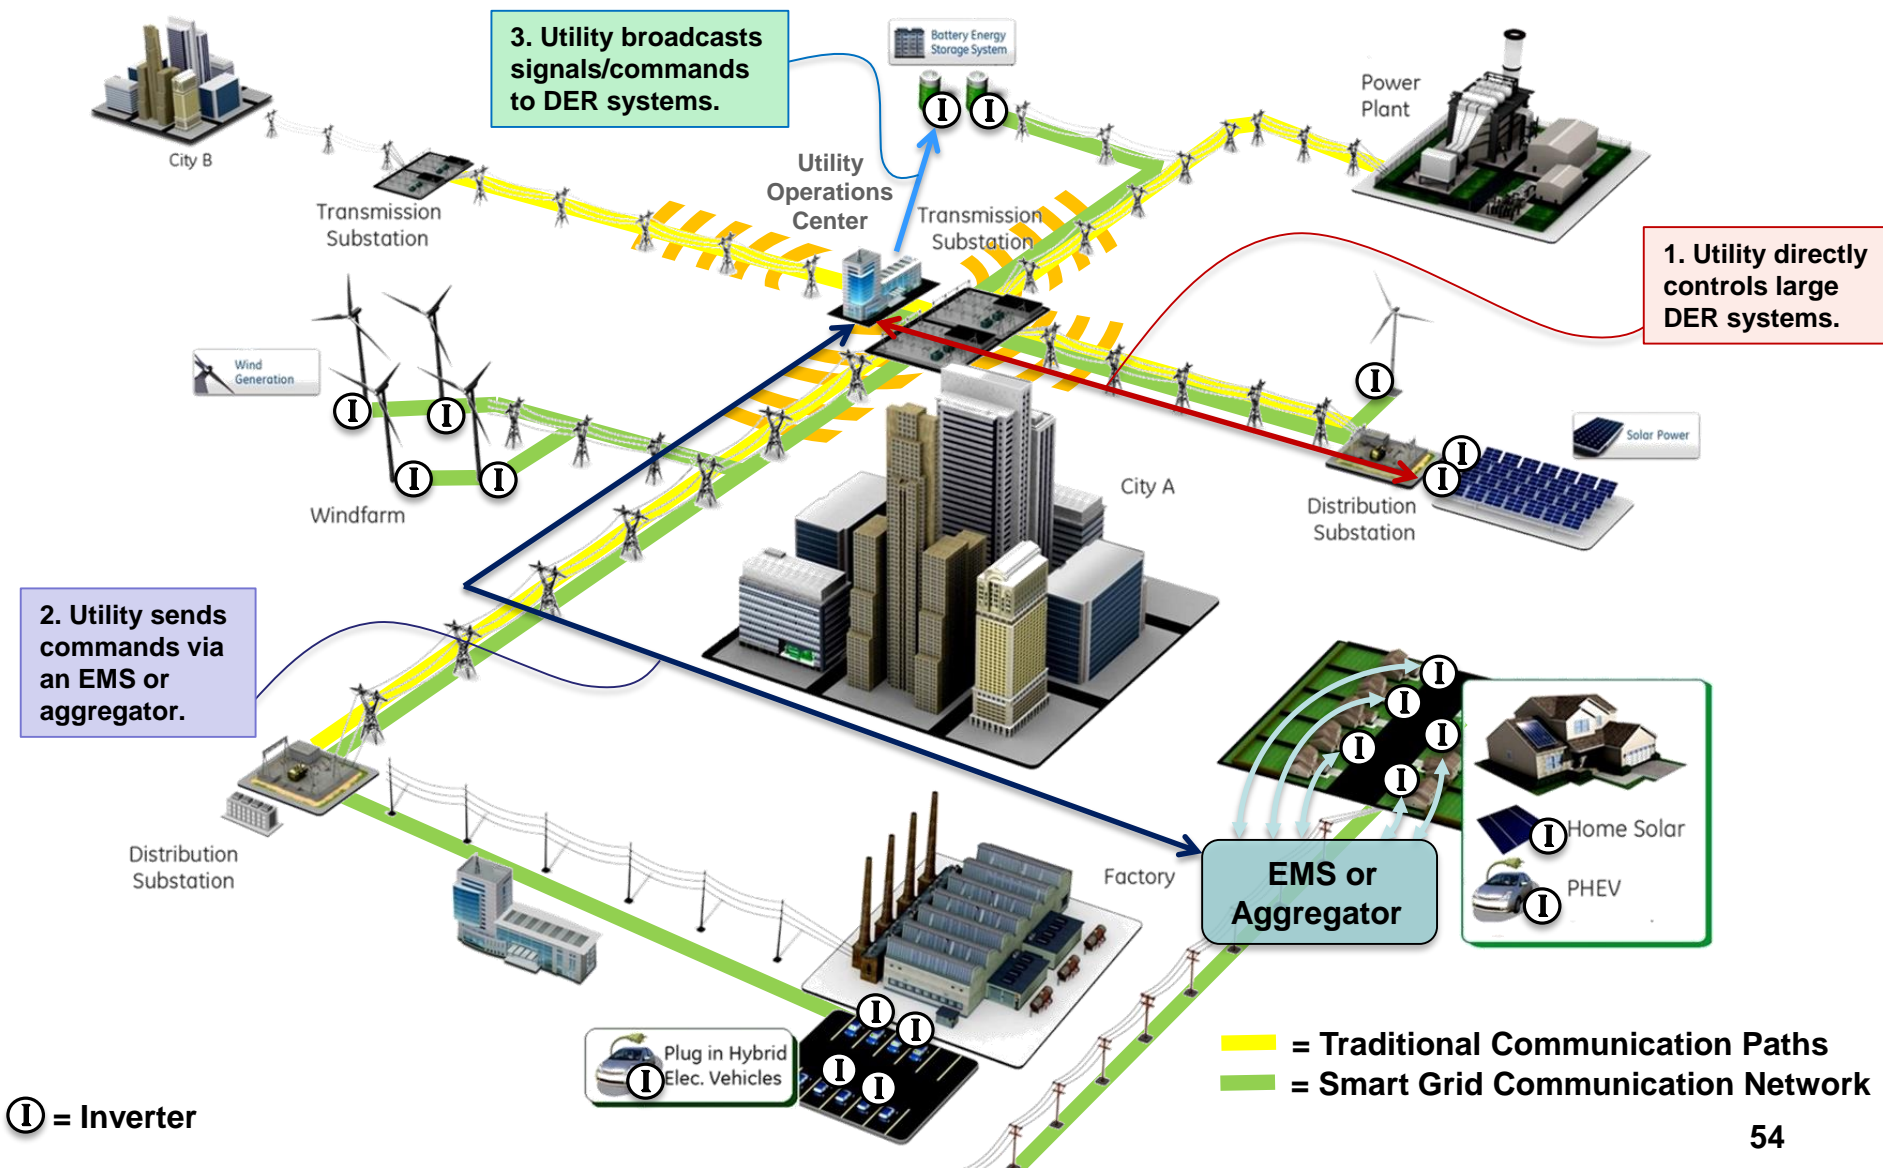 3. Utility broadcasts
signals/commands
to DER systems.
Battery Energy
Storage System
I
I
Power
Plant
City B
Utility
Operations
Center
Transmission
Substation
Transmission
Substation
1. Utility directly
controls large
DER systems.
Wind
Generation
I
I
I
I
I
Windfarm
Solar Power
I
I
City A
Distribution
Substation
2. Utility sends
commands via
an EMS or
aggregator.
I
I
I
I
I
Home Solar
I
PHEV
I
EMS or
Aggregator
Factory
Distribution
Substation
I
I
I
I
Plug in Hybrid
Elec. Vehicles
I
= Traditional Communication Paths
= Smart Grid Communication Network
I = Inverter
54